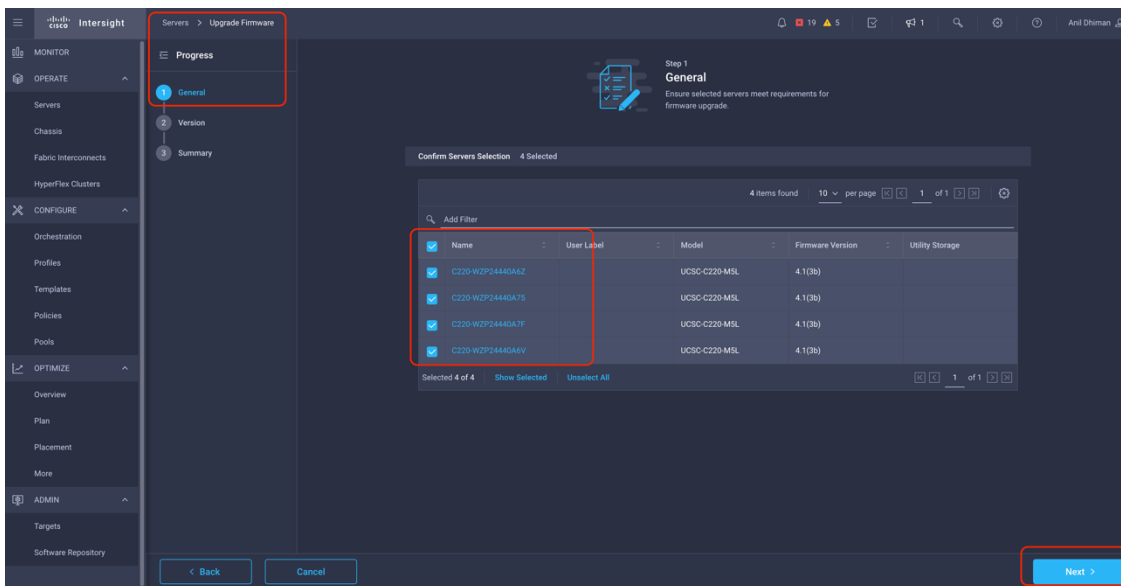 cisco Intersight
Servers > Upgrade Firmware
19 5 1 Anil Dhiman
MONITOR
OPERATE
Servers
Chassis
Fabric Interconnects
HyperFlex Clusters
CONFIGURE
Orchestration
Profiles
Templates
Policies
Pools
OPTIMIZE
Overview
Plan
Placement
More
ADMIN
Targets
Software Repository
Progress
1 General
2 Version
3 Summary
Step 1
General
Ensure selected servers meet requirements for
firmware upgrade.
Confirm Servers Selection 4 Selected
4 items found 10 per page 1 of 1
Add Filter
Name User Label Model Firmware Version Utility Storage
C220-WZP24440A6Z UCSC-C220-M5L 4.1(3b)
C220-WZP24440A75 UCSC-C220-M5L 4.1(3b)
C220-WZP24440A7F UCSC-C220-M5L 4.1(3b)
C220-WZP24440A6V UCSC-C220-M5L 4.1(3b)
Selected 4 of 4 Show Selected Unselect All 1 of 1
< Back Cancel Next >